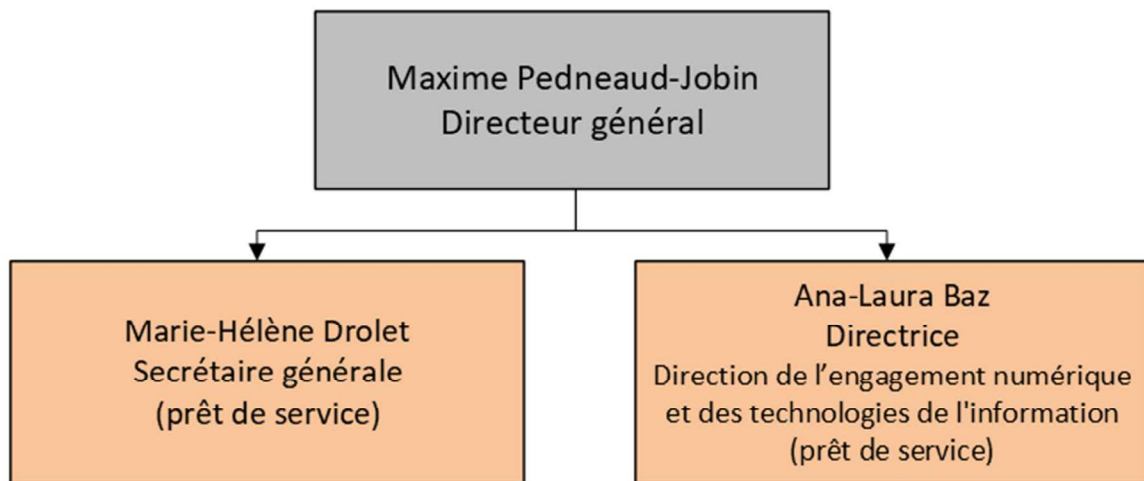 Maxime Pedneaud-Jobin
Directeur général
Marie-Hélène Drolet
Secrétaire générale
(prêt de service)
Ana-Laura Baz
Directrice
Direction de l’engagement numérique
et des technologies de l'information
(prêt de service)